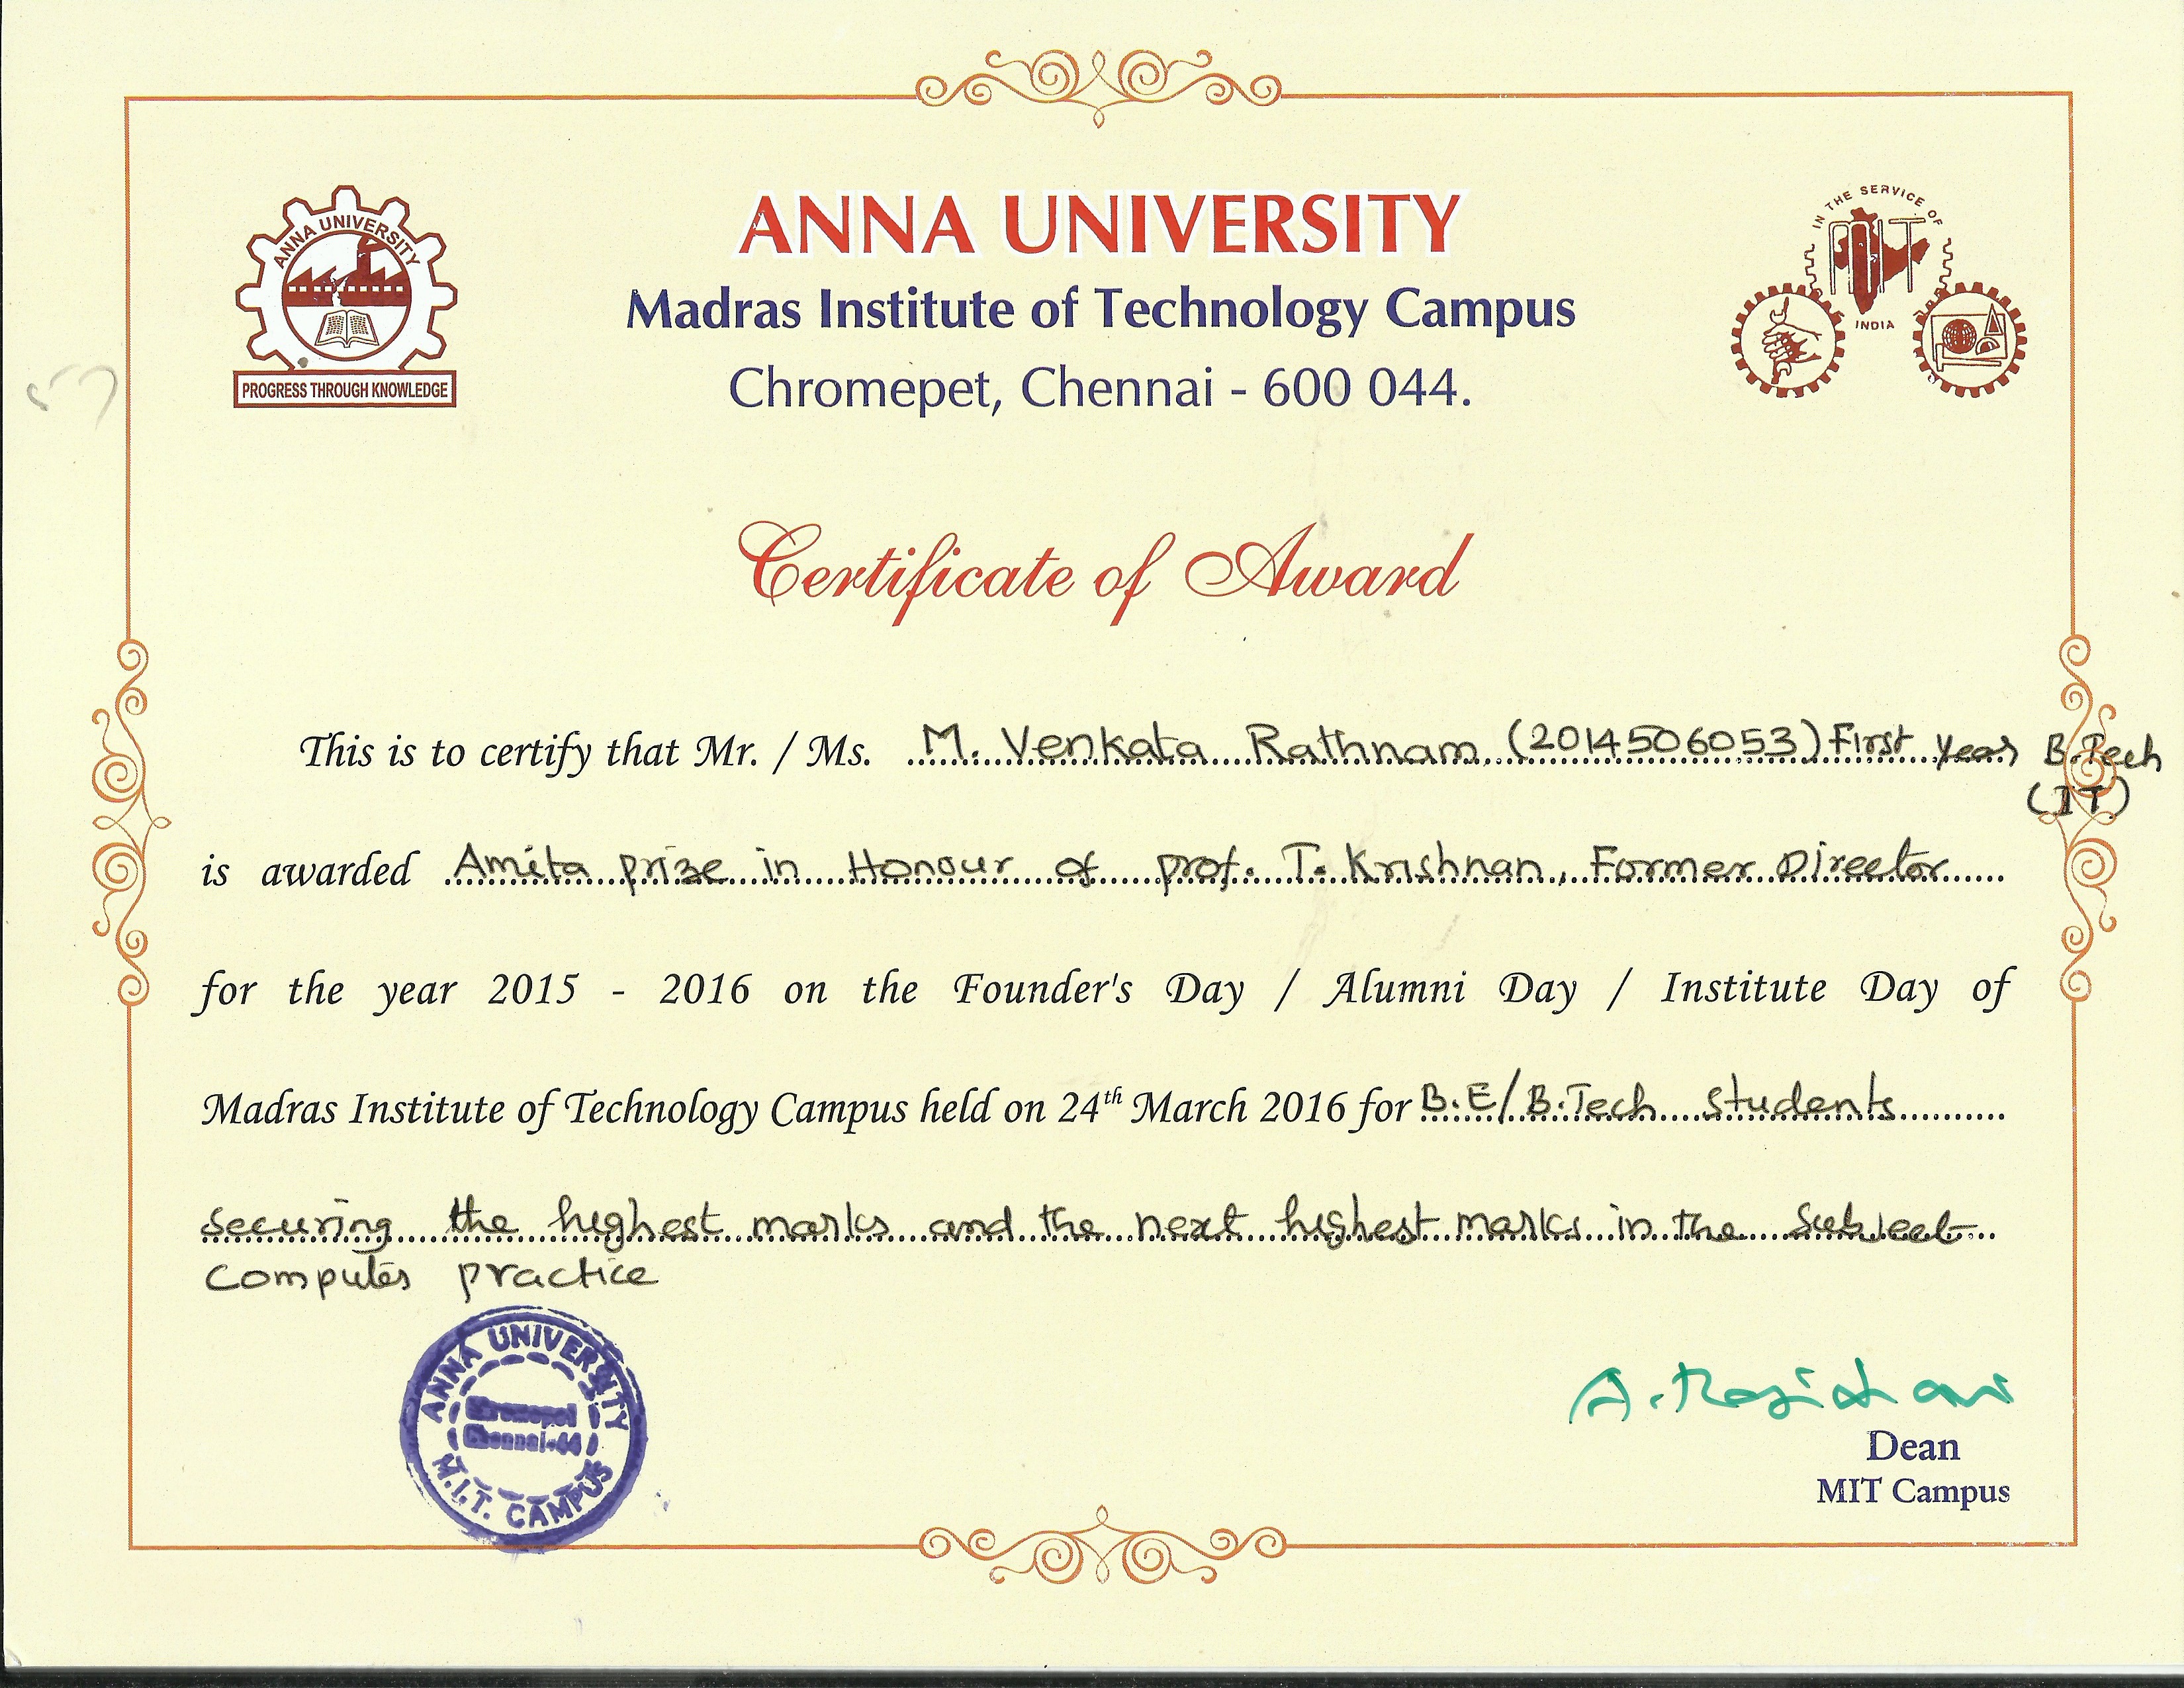 ANNA UNIVERSITY
PROGRESS THROUGH KNOWLEDGE
ANNA UNIVERSITY
Madras Institute of Technology Campus
Chromepet, Chennai - 600 044.
IN THE SERVICE OF
MIT
INDIA
Certificate of Award
This is to certify that Mr. / Ms. M. Venkata Rathnam (2014506053) First year B.Tech
(IT)
is awarded Amita prize in Honour of prof. T. Krishnan, Former Director
for the year 2015 - 2016 on the Founder's Day / Alumni Day / Institute Day of
Madras Institute of Technology Campus held on 24th March 2016 for B.E/B.Tech students
securing the highest marks and the next highest marks in the Subject
Computer practice
ANNA UNIVERSITY
Chromepet
Chennai-44
M.I.T. CAMPUS
Dean
MIT Campus